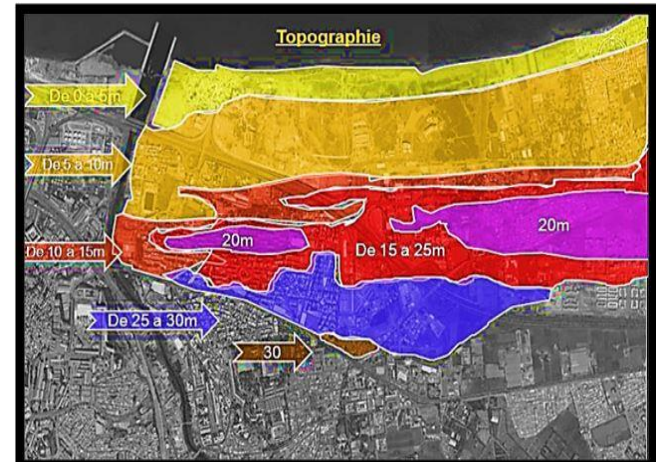 Topographie
De 0 a 5m
De 5 a 10m
20m
20m
De 10 a 15m
De 15 a 25m
De 25 a 30m
30